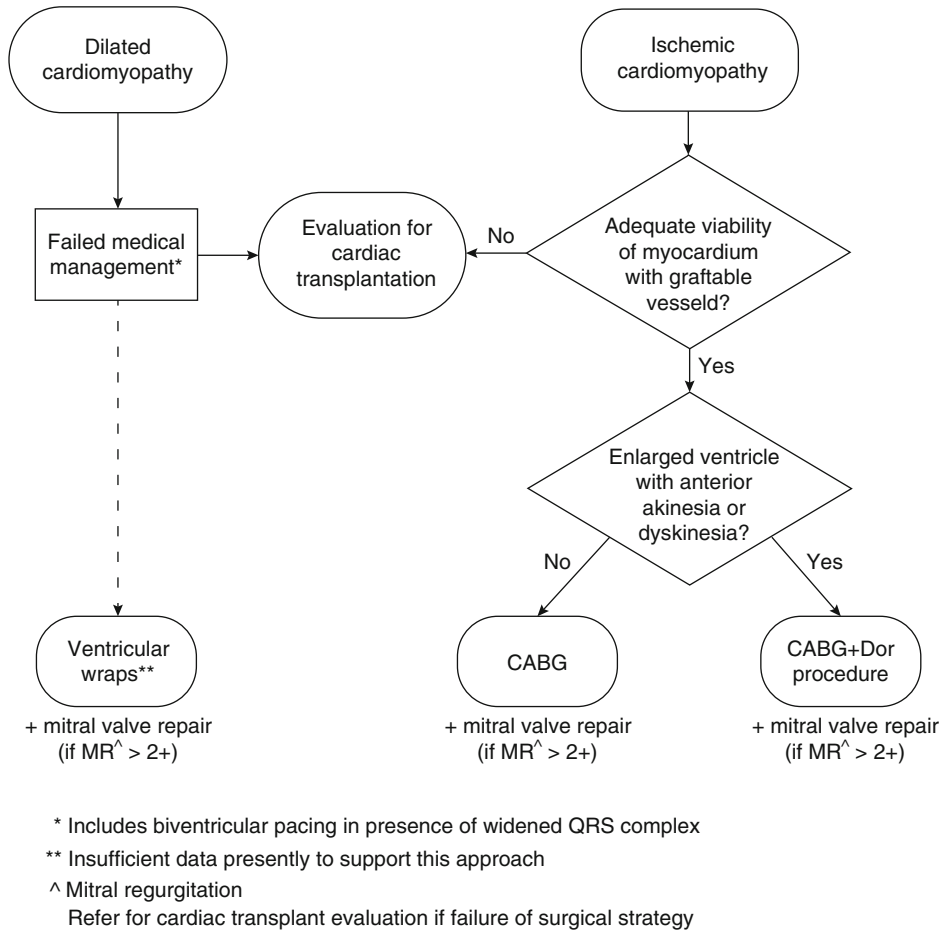 Dilated
cardiomyopathy
Ischemic
cardiomyopathy
Failed medical
management*
Evaluation for
cardiac
transplantation
No
Adequate viability
of myocardium
with graftable
vesseld?
Yes
Enlarged ventricle
with anterior
akinesia or
dyskinesia?
No
Yes
Ventricular
wraps**
+ mitral valve repair
(if MR^ > 2+)
CABG
+ mitral valve repair
(if MR^ > 2+)
CABG+Dor
procedure
+ mitral valve repair
(if MR^ > 2+)
* Includes biventricular pacing in presence of widened QRS complex
** Insufficient data presently to support this approach
^ Mitral regurgitation
Refer for cardiac transplant evaluation if failure of surgical strategy